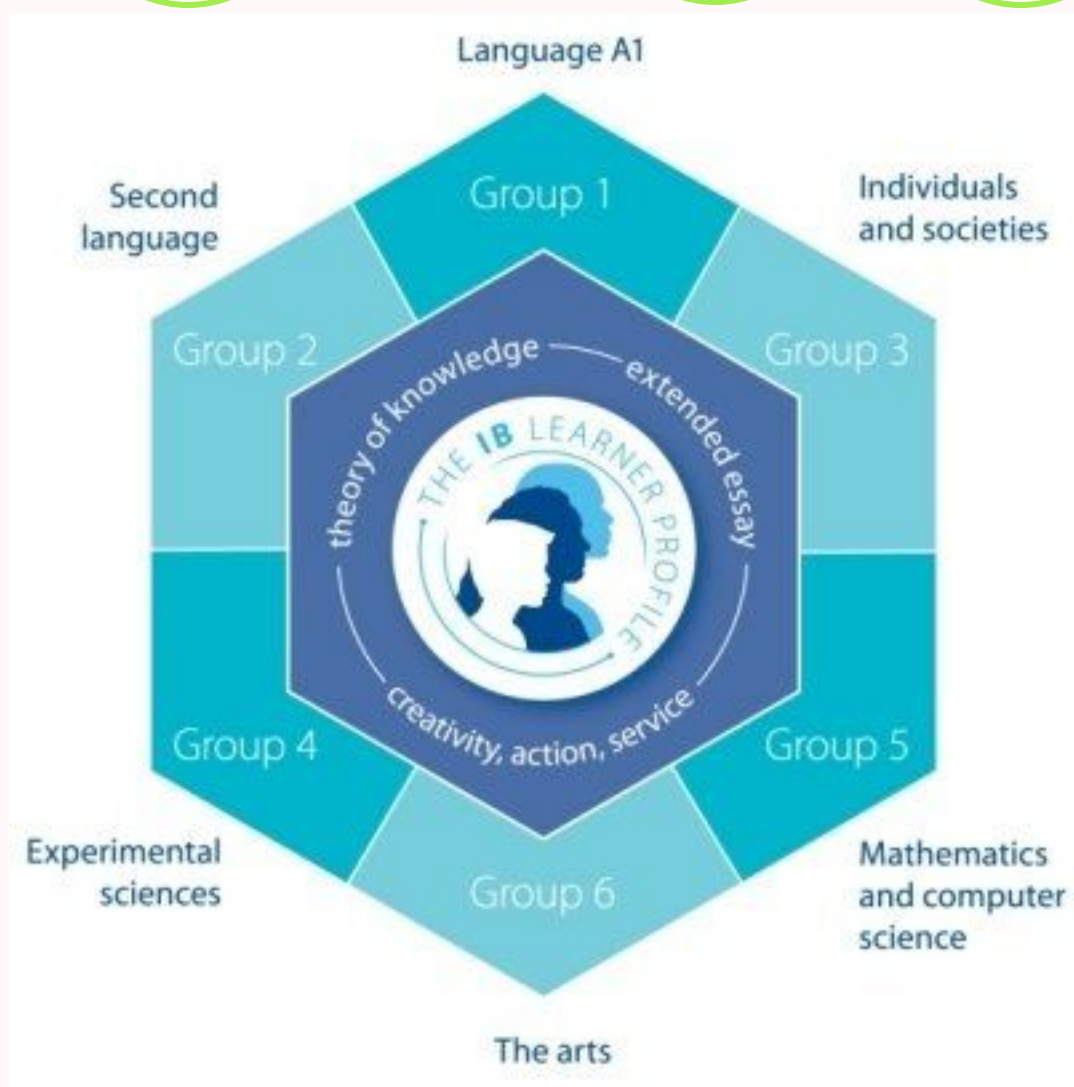 Language A1
Group 1
Second
language
Individuals
and societies
Group 2
Group 3
theory of knowledge
extended essay
THE IB LEARNER PROFILE
creativity, action, service
Group 4
Group 5
Experimental
sciences
Group 6
Mathematics
and computer
science
The arts